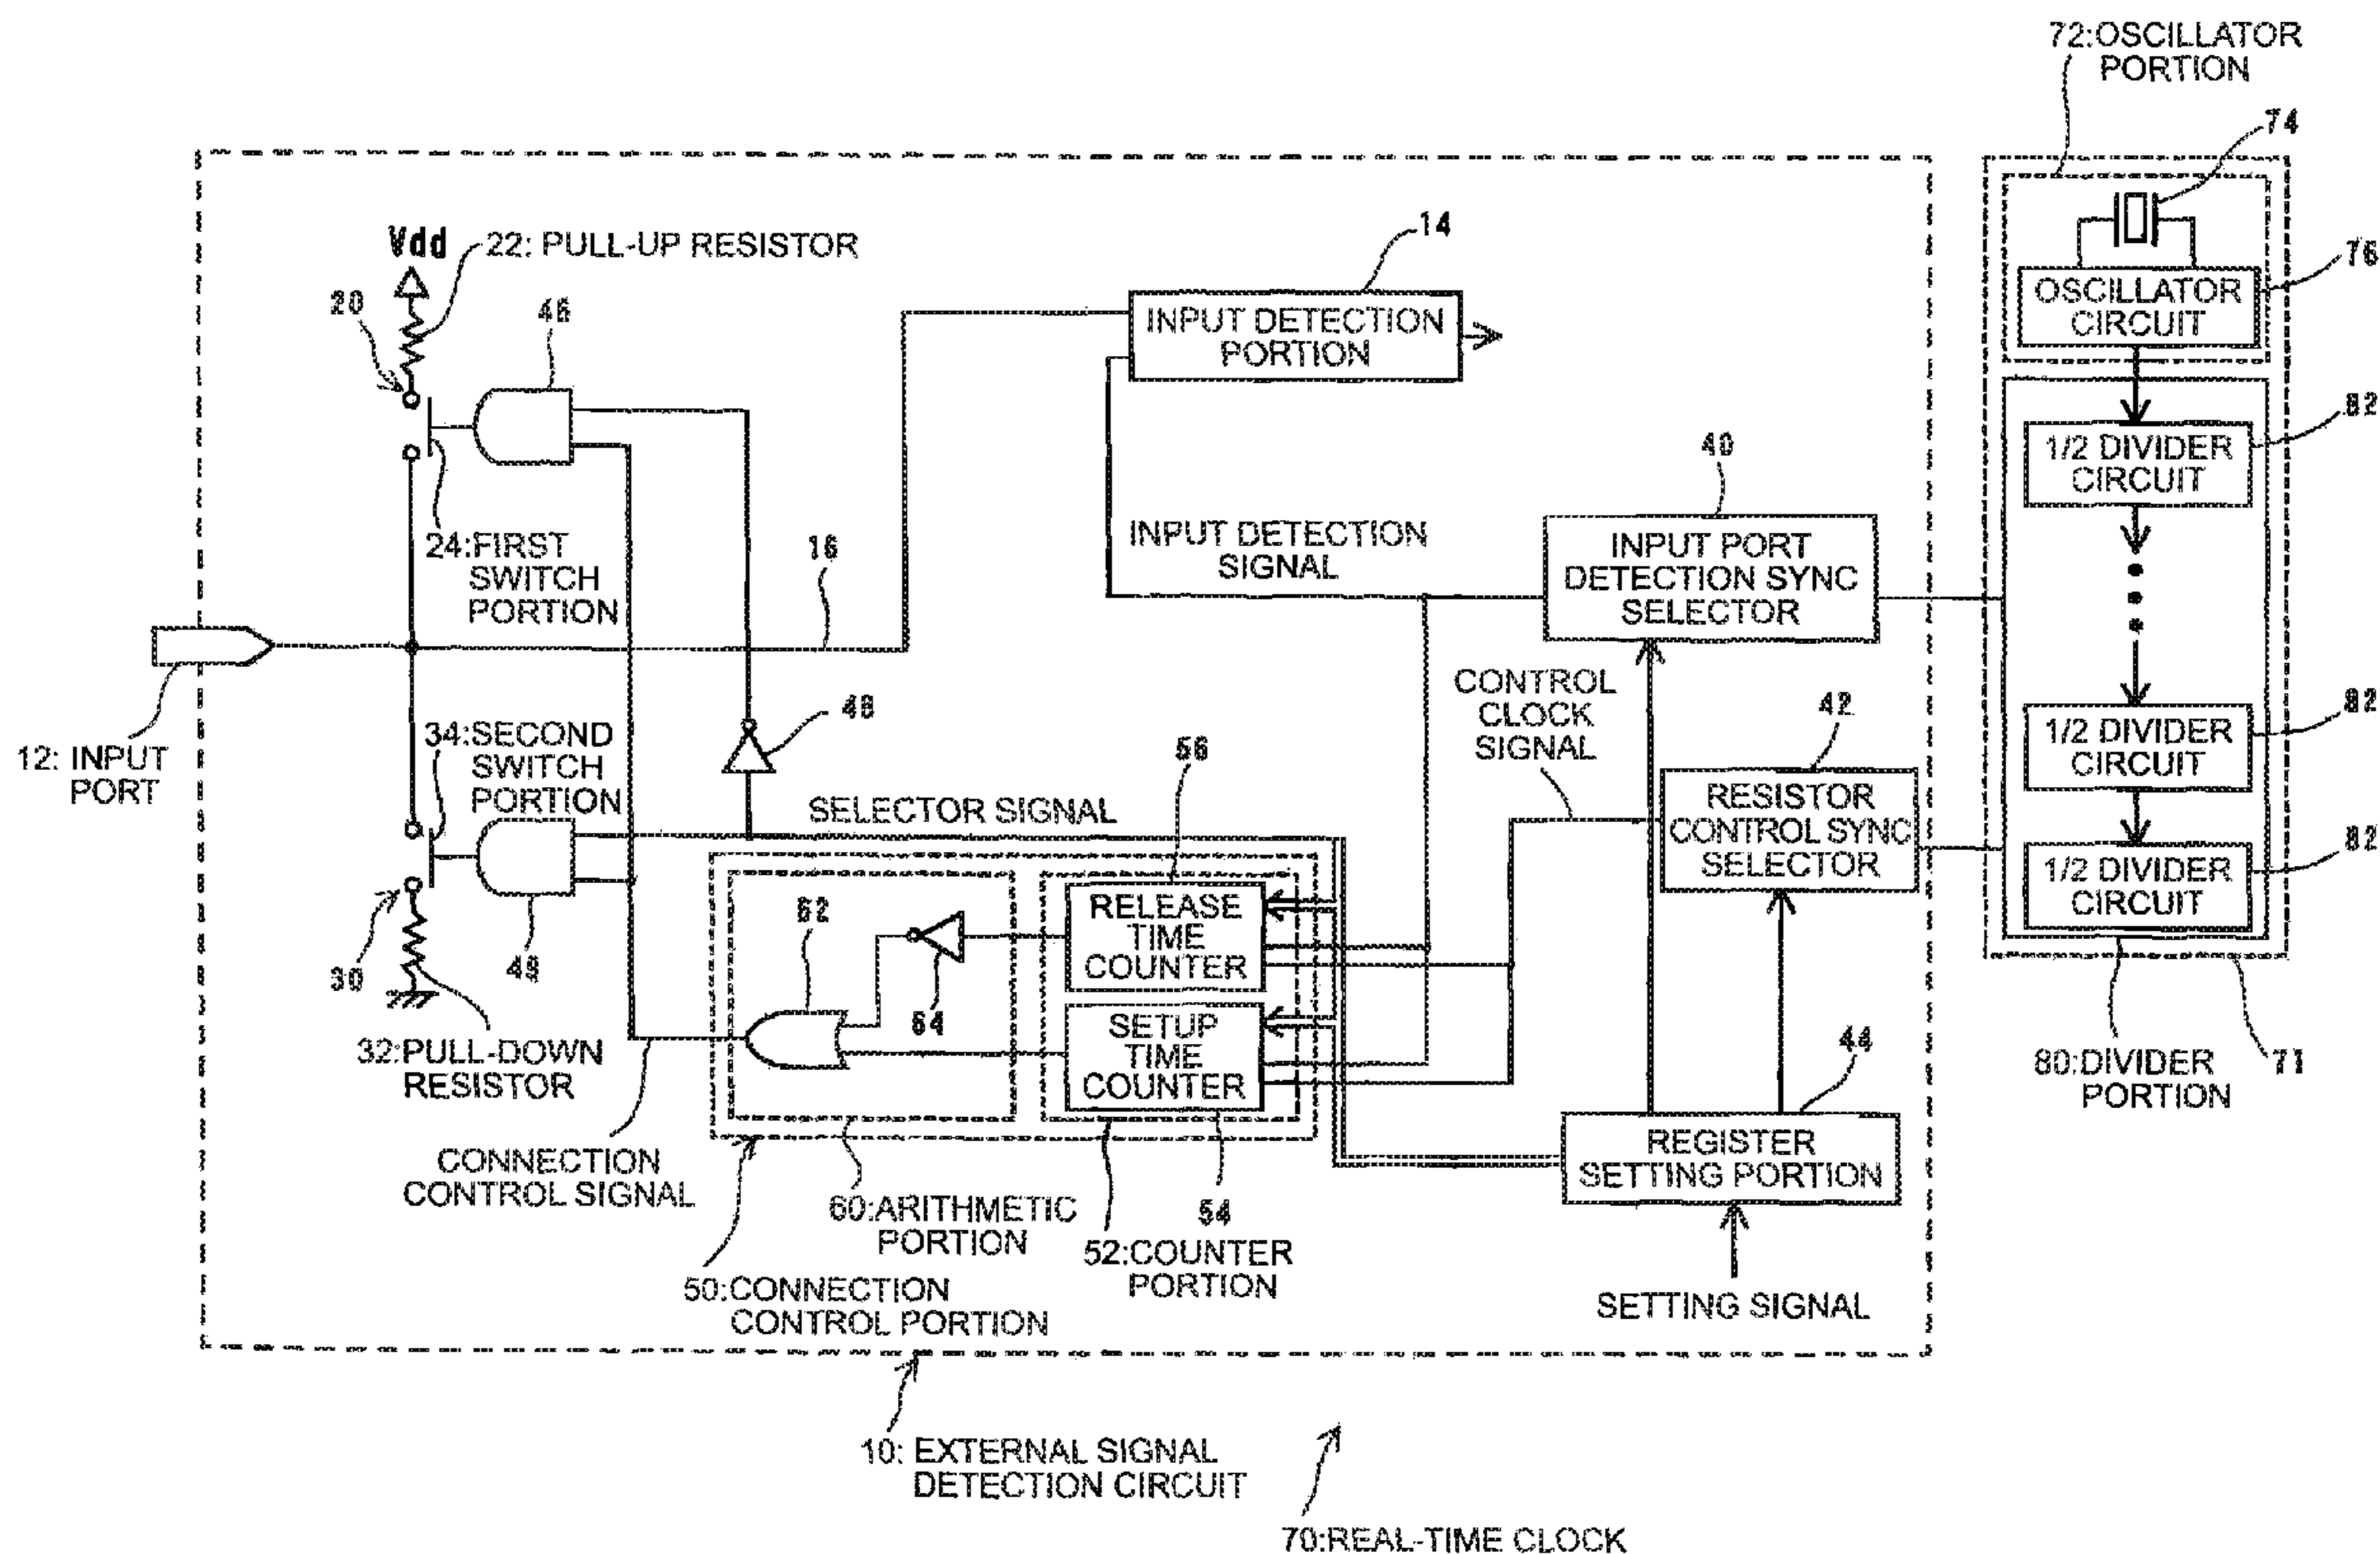 72:OSCILLATOR
PORTION
74
76
OSCILLATOR
CIRCUIT
82
1/2 DIVIDER
CIRCUIT
82
1/2 DIVIDER
CIRCUIT
82
1/2 DIVIDER
CIRCUIT
80:DIVIDER
PORTION
71
Vdd
22: PULL-UP RESISTOR
20
46
14
INPUT DETECTION
PORTION
24:FIRST
SWITCH
PORTION
16
INPUT DETECTION
SIGNAL
40
INPUT PORT
DETECTION SYNC
SELECTOR
12: INPUT
PORT
34:SECOND
SWITCH
PORTION
48
CONTROL
CLOCK
SIGNAL
42
RESISTOR
CONTROL SYNC
SELECTOR
56
SELECTOR SIGNAL
RELEASE
TIME
COUNTER
62
64
30
32:PULL-DOWN
RESISTOR
SETUP
TIME
COUNTER
44
REGISTER
SETTING PORTION
CONNECTION
CONTROL SIGNAL
60:ARITHMETIC
PORTION
54
52:COUNTER
PORTION
50:CONNECTION
CONTROL PORTION
SETTING SIGNAL
10: EXTERNAL SIGNAL
DETECTION CIRCUIT
70:REAL-TIME CLOCK